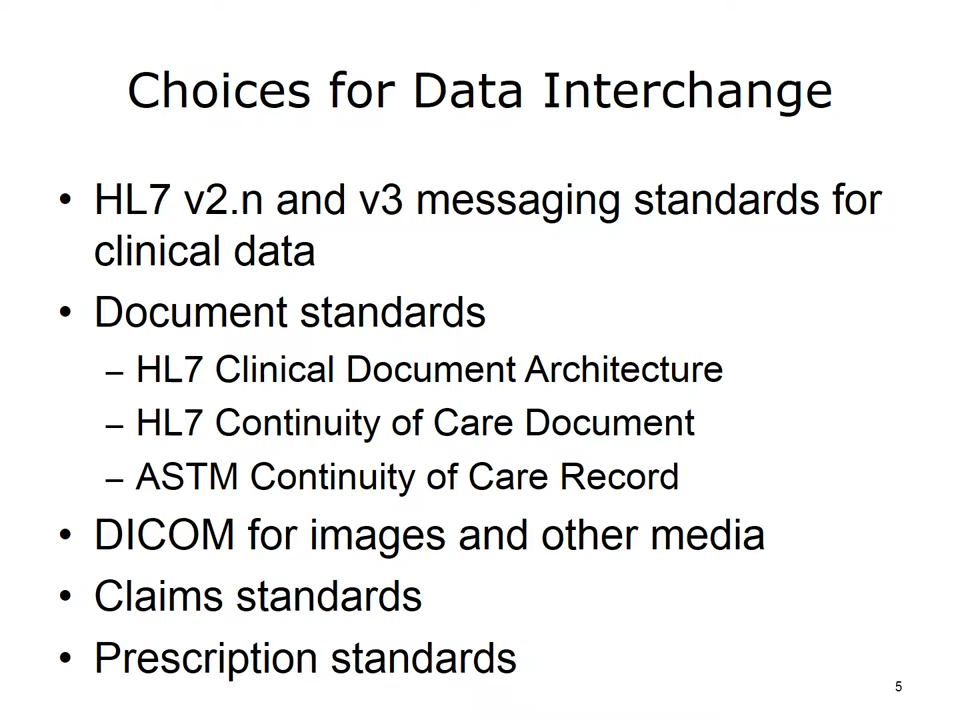 Choices for Data Interchange
• HL7 v2.n and v3 messaging standards for
clinical data
• Document standards
– HL7 Clinical Document Architecture
– HL7 Continuity of Care Document
– ASTM Continuity of Care Record
• DICOM for images and other media
• Claims standards
• Prescription standards
5